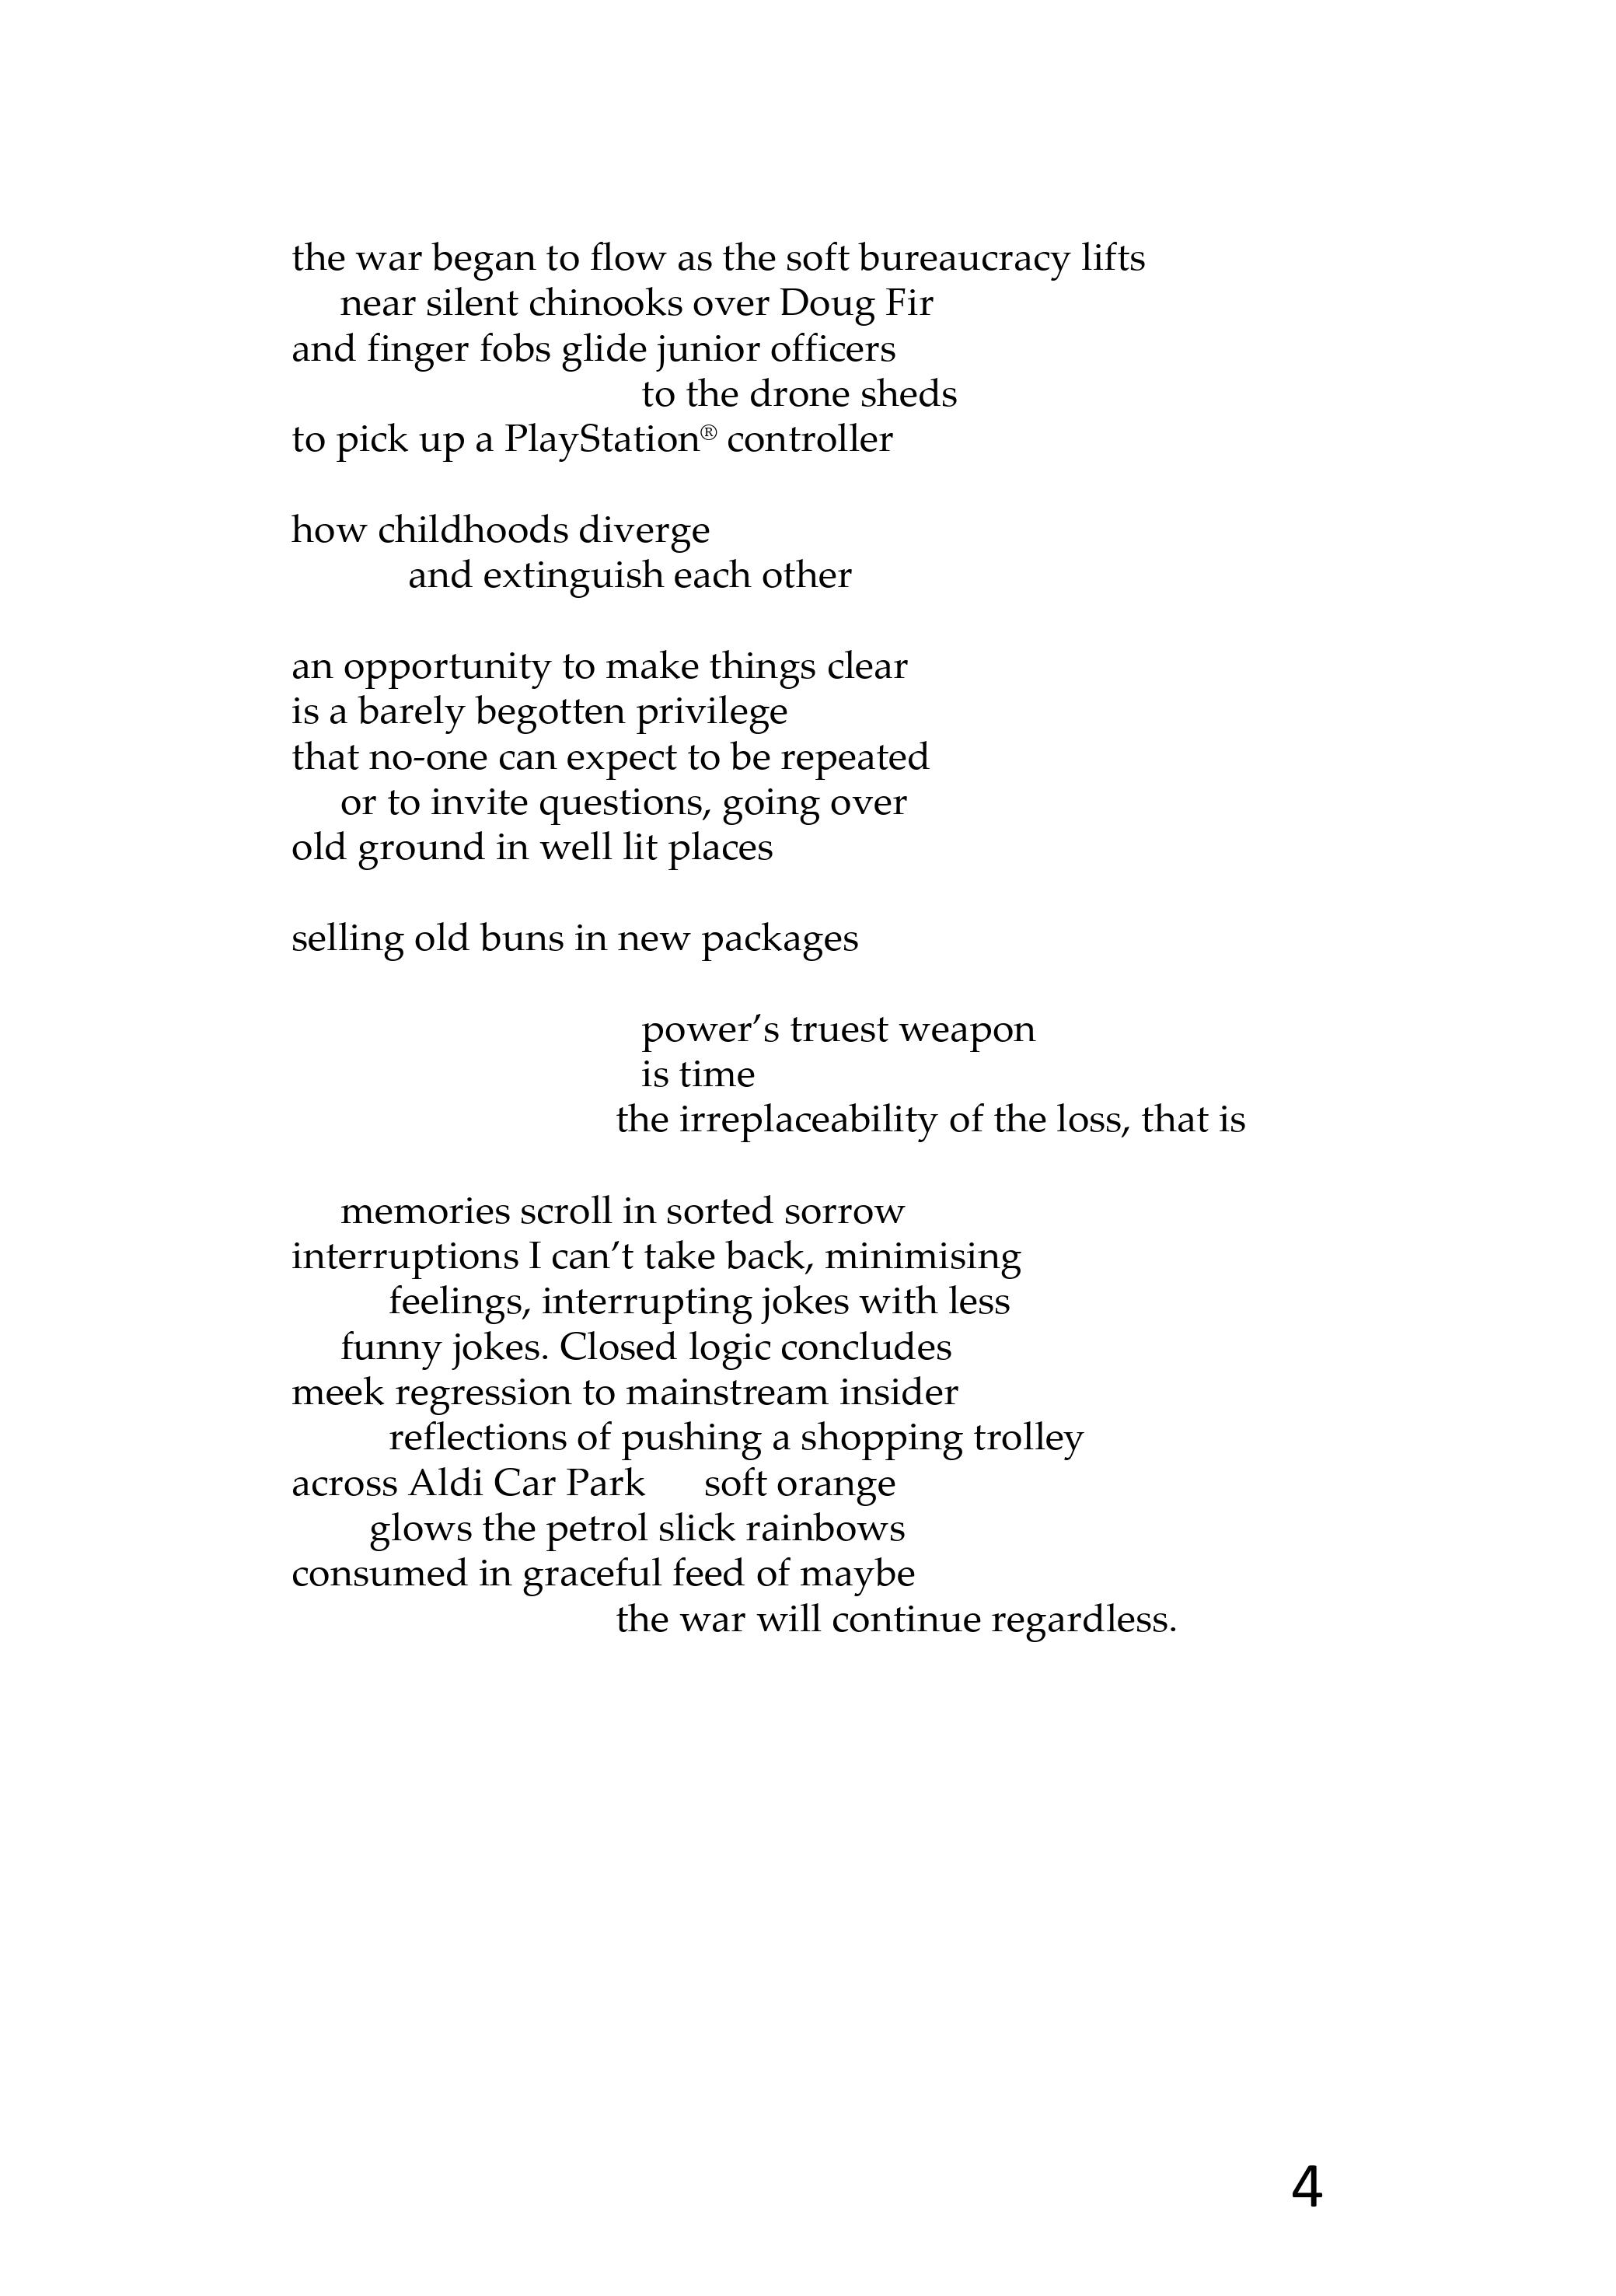 the war began to flow as the soft bureaucracy lifts
near silent chinooks over Doug Fir
and finger fobs glide junior officers
to the drone sheds
to pick up a PlayStation® controller
how childhoods diverge
and extinguish each other
an opportunity to make things clear
is a barely begotten privilege
that no-one can expect to be repeated
or to invite questions, going over
old ground in well lit places
selling old buns in new packages
power’s truest weapon
is time
the irreplaceability of the loss, that is
memories scroll in sorted sorrow
interruptions I can’t take back, minimising
feelings, interrupting jokes with less
funny jokes. Closed logic concludes
meek regression to mainstream insider
reflections of pushing a shopping trolley
across Aldi Car Park soft orange
glows the petrol slick rainbows
consumed in graceful feed of maybe
the war will continue regardless.
4